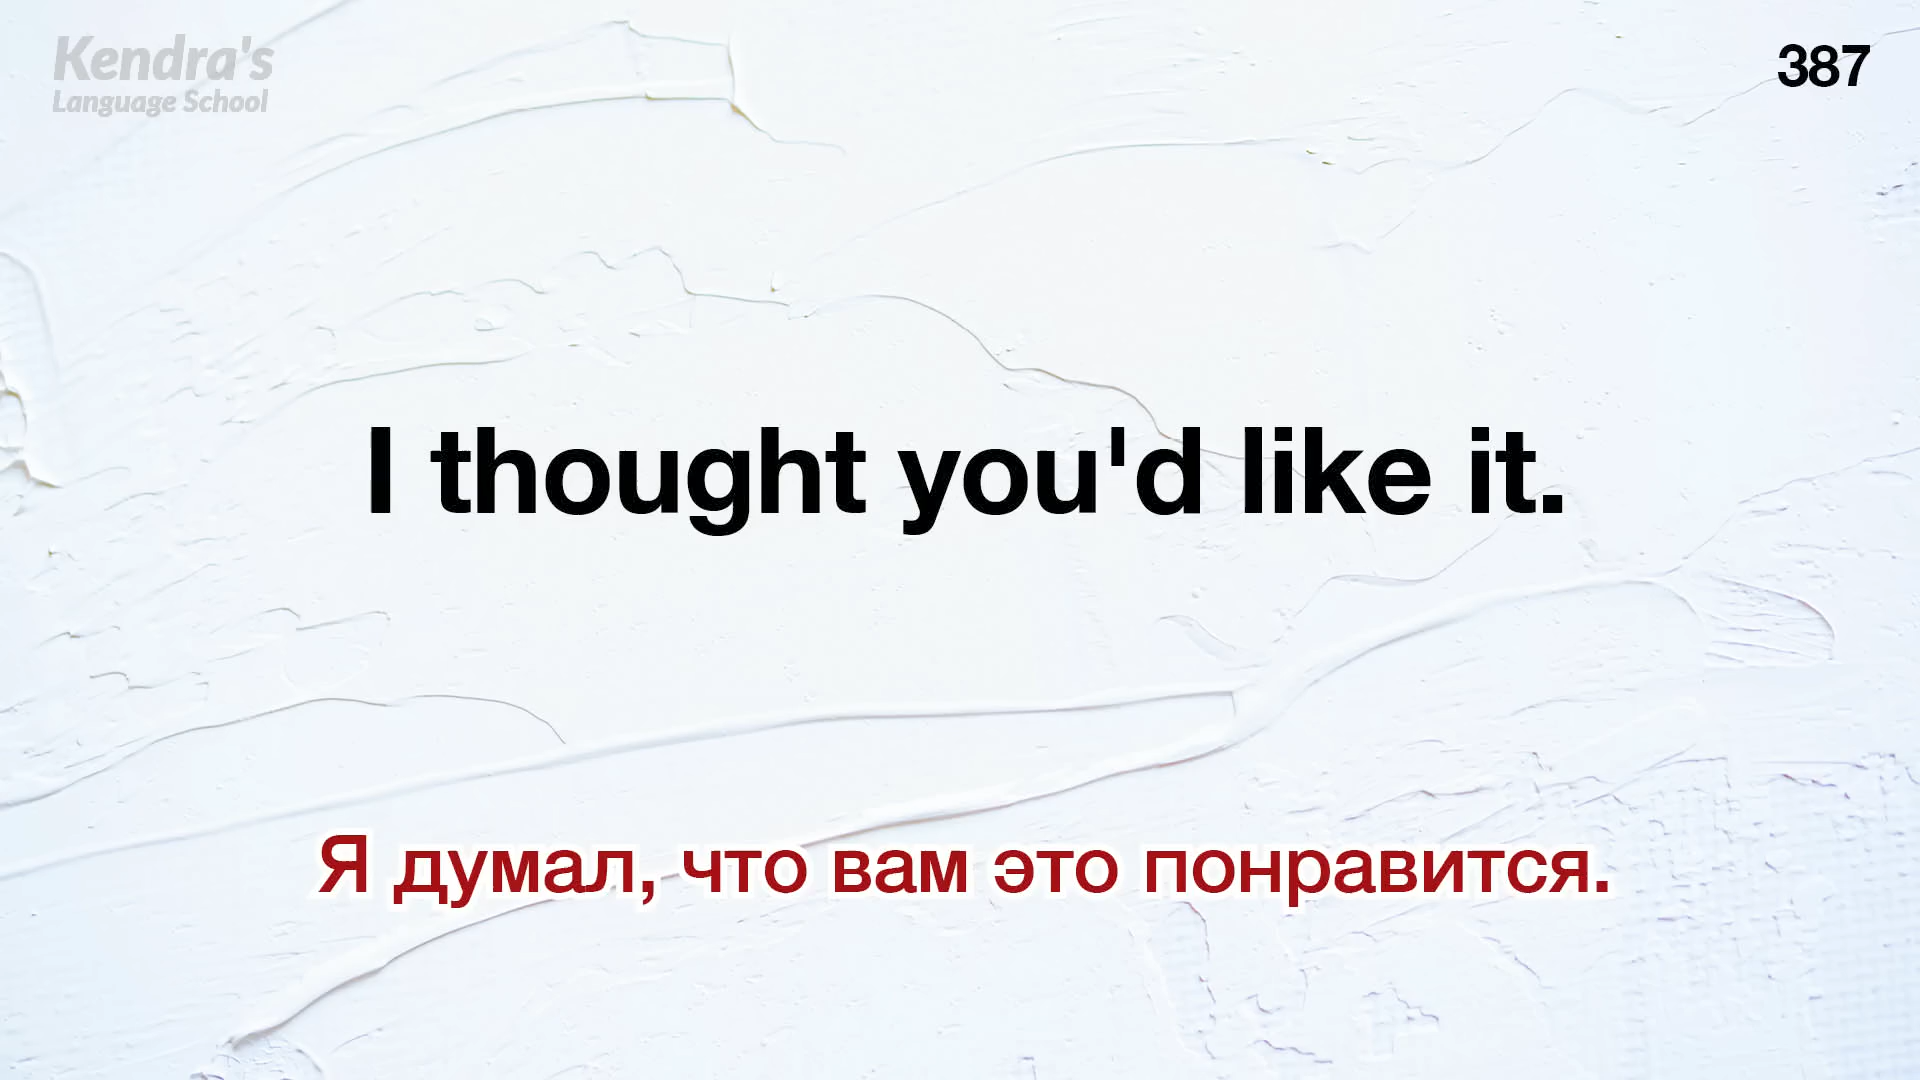 Kendra's
Language School
387
I thought you'd like it.
Я думал, что вам это понравится.